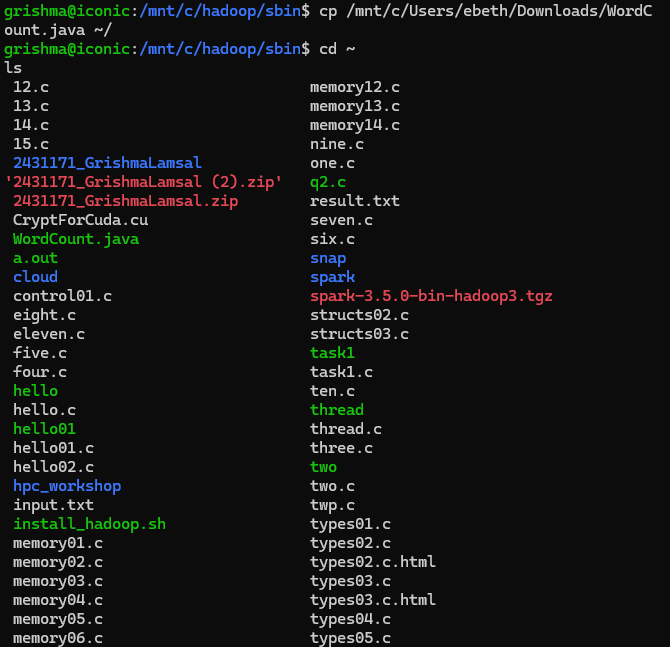 grishma@iconic:/mnt/c/hadoop/sbin$ cp /mnt/c/Users/ebeth/Downloads/WordC
ount.java ~/
grishma@iconic:/mnt/c/hadoop/sbin$ cd ~
ls
12.c memory12.c
13.c memory13.c
14.c memory14.c
15.c nine.c
2431171_GrishmaLamsal one.c
'2431171_GrishmaLamsal (2).zip' q2.c
2431171_GrishmaLamsal.zip result.txt
CryptForCuda.cu seven.c
WordCount.java six.c
a.out snap
cloud spark
control01.c spark-3.5.0-bin-hadoop3.tgz
eight.c structs02.c
eleven.c structs03.c
five.c task1
four.c task1.c
hello ten.c
hello.c thread
hello01 thread.c
hello01.c three.c
hello02.c two
hpc_workshop two.c
input.txt twp.c
install_hadoop.sh types01.c
memory01.c types02.c
memory02.c types02.c.html
memory03.c types03.c
memory04.c types03.c.html
memory05.c types04.c
memory06.c types05.c